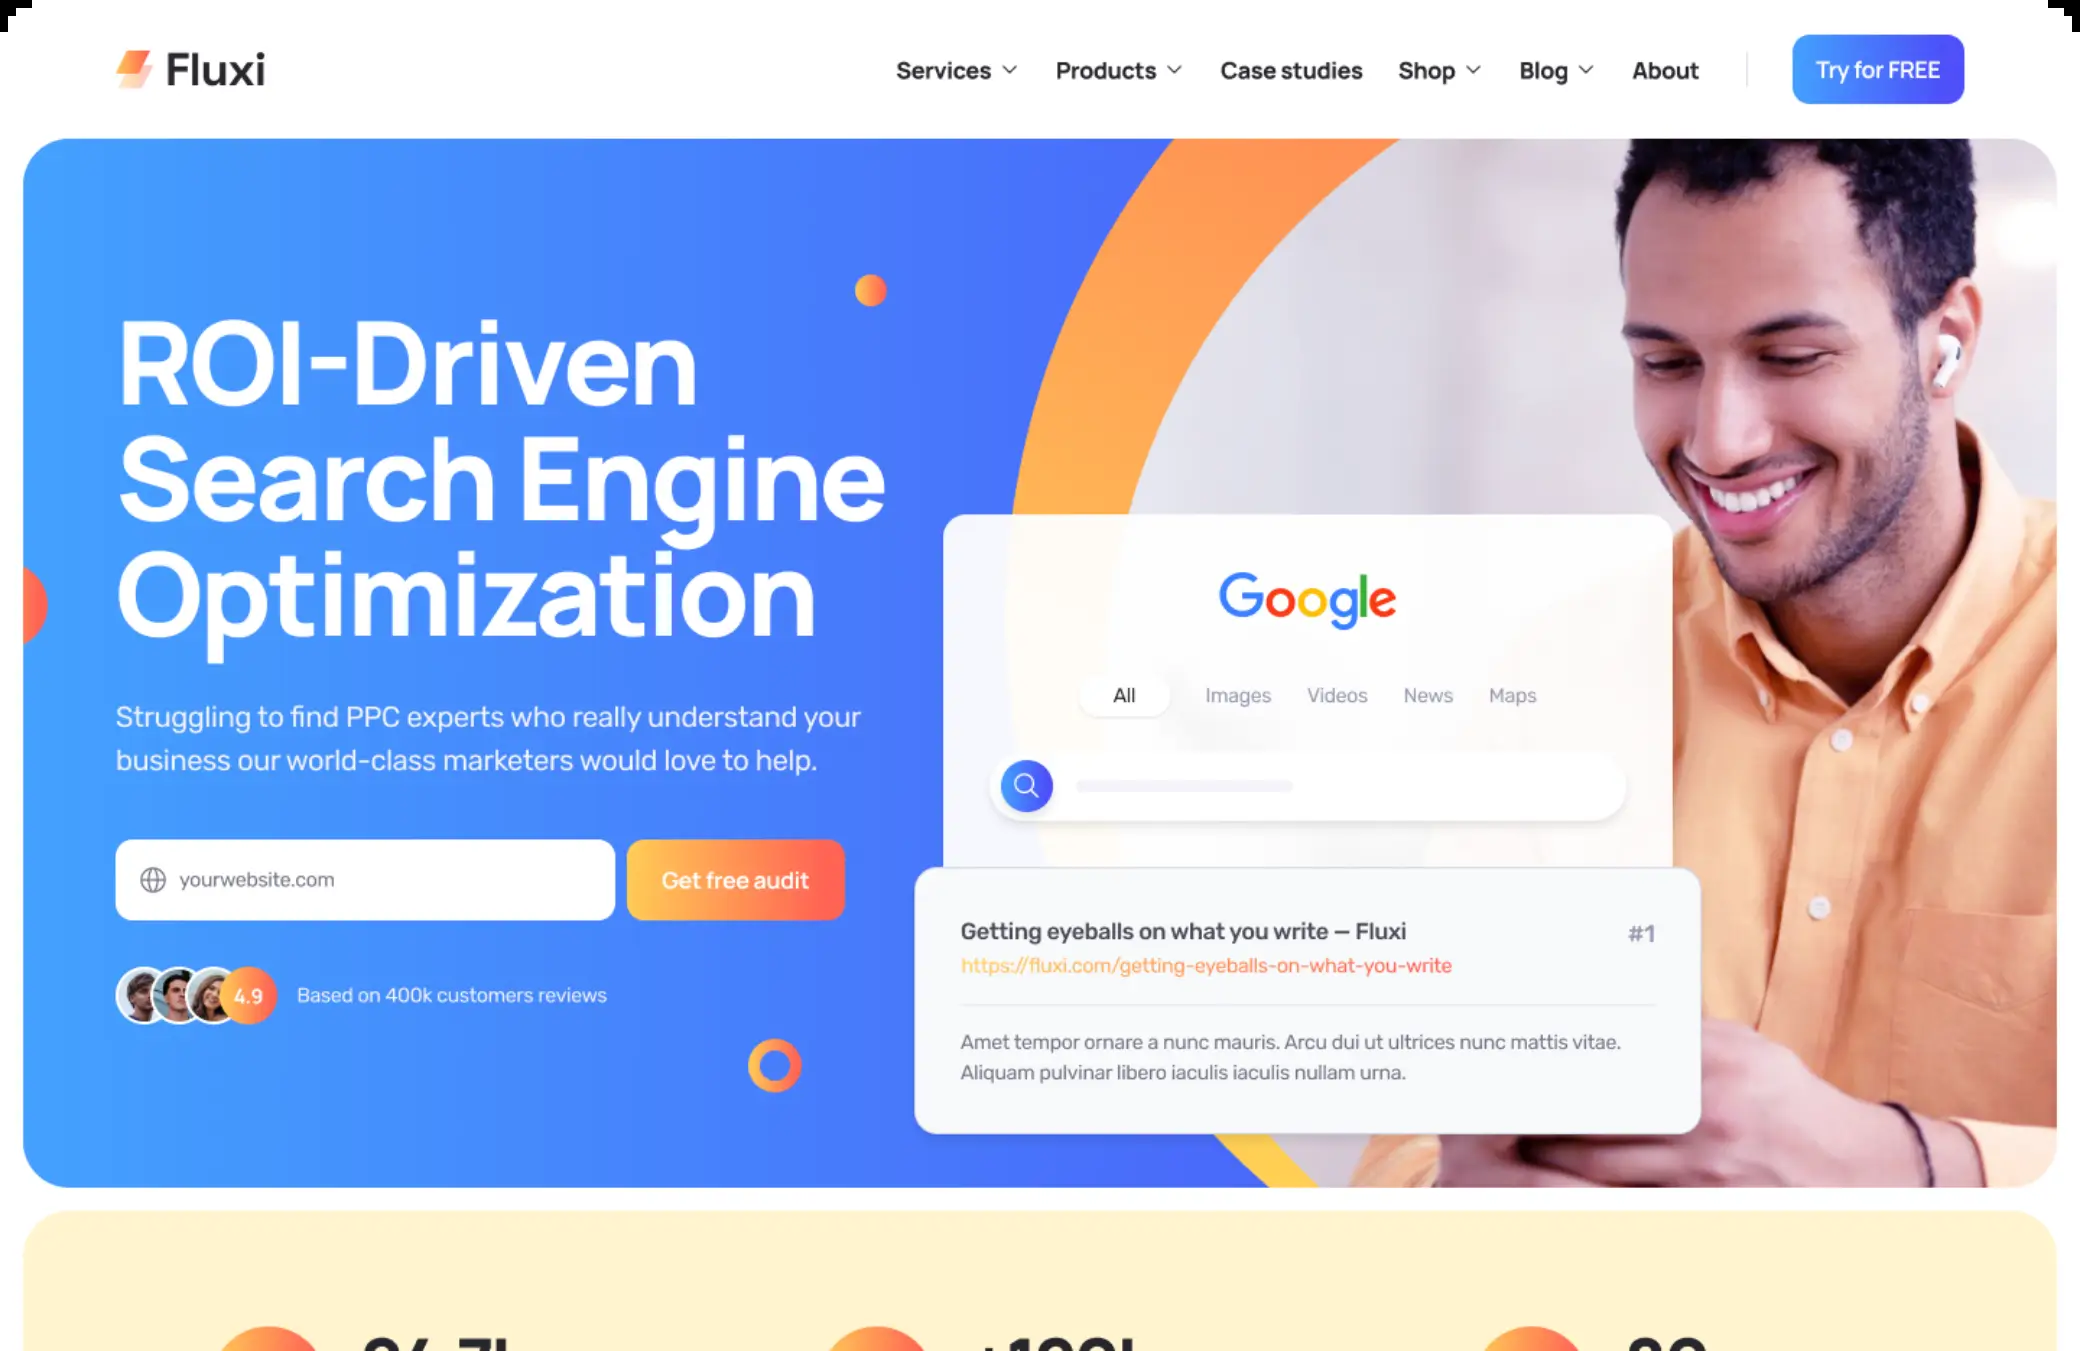 Fluxi
Services Products Case studies Shop Blog About Try for FREE
ROI-Driven
Search Engine
Optimization
Struggling to find PPC experts who really understand your
business our world-class marketers would love to help.
yourwebsite.com Get free audit
4.9 Based on 400k customers reviews
Google
All Images Videos News Maps
Getting eyeballs on what you write – Fluxi #1
https://fluxi.com/getting-eyeballs-on-what-you-write
Amet tempor ornare a nunc mauris. Arcu dui ut ultrices nunc mattis vitae.
Aliquam pulvinar libero iaculis iaculis nullam urna.